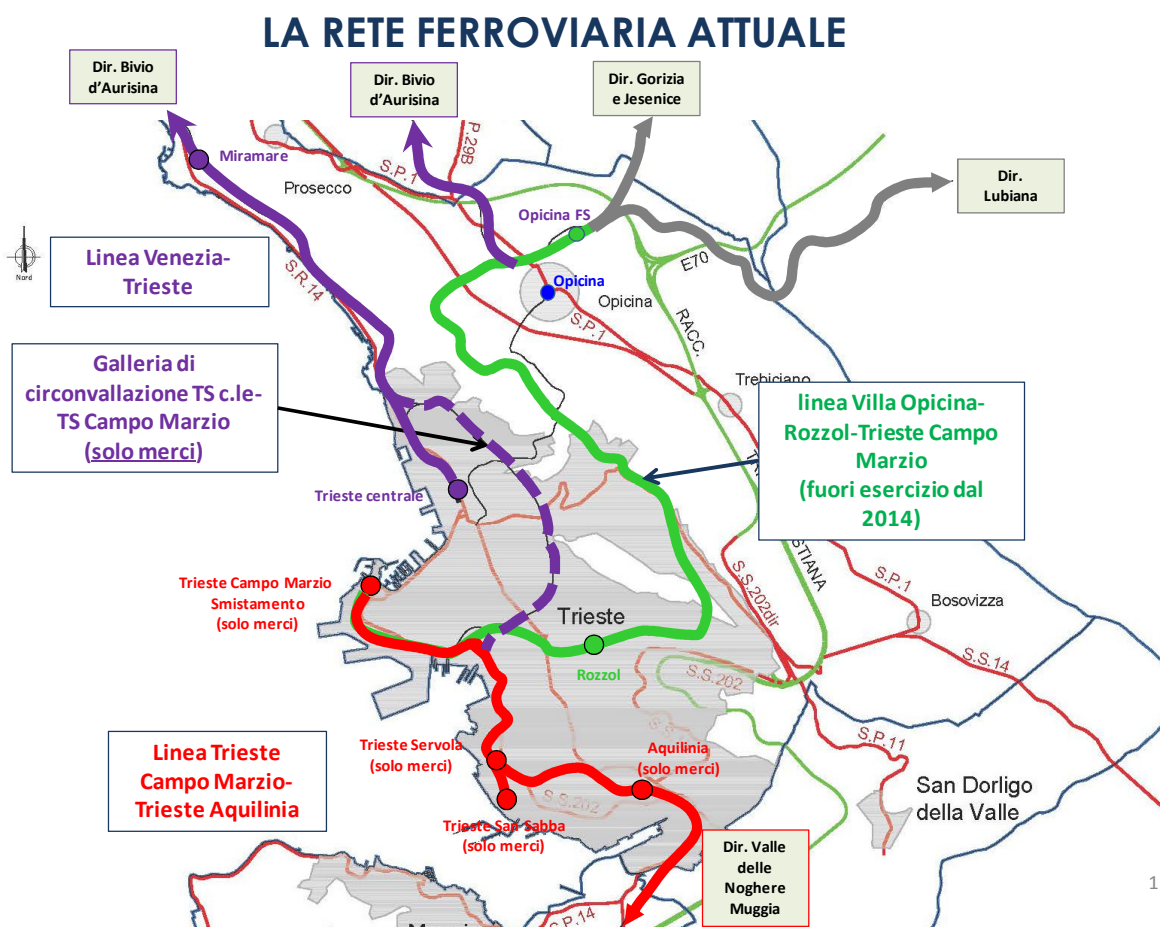 LA RETE FERROVIARIA ATTUALE
Dir. Bivio
d'Aurisina
Dir. Bivio
d'Aurisina
Dir. Gorizia
e Jesenice
Dir.
Lubiana
Miramare
Prosecco
S.P.1
P.29B
Opicina FS
Nord
Linea Venezia-
Trieste
S.R.14
Opicina
Opicina
E70
S.P.1
RACC.
Galleria di
circonvallazione TS c.le-
TS Campo Marzio
(solo merci)
Trebiciano
linea Villa Opicina-
Rozzol-Trieste Campo
Marzio
(fuori esercizio dal
2014)
Trieste centrale
STIANA
S.S.202dir
S.P.1
Bosovizza
Trieste Campo Marzio
Smistamento
(solo merci)
Trieste
Rozzol
S.S.202
S.S.14
Linea Trieste
Campo Marzio-
Trieste Aquilinia
Trieste Servola
(solo merci)
Aquilinia
(solo merci)
S.P.11
S.S.202
San Dorligo
della Valle
Trieste San Sabba
(solo merci)
Dir. Valle
delle
Noghere
Muggia
S.P.14
1